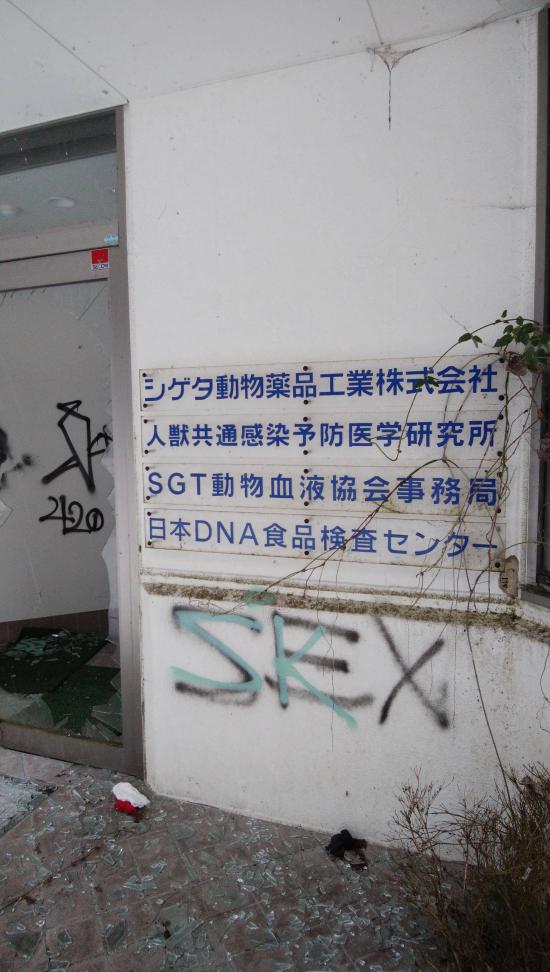 シゲタ動物薬品工業株式会社
人獣共通感染予防医学研究所
SGT動物血液協会事務局
日本DNA食品検査センター
420
SEX
SK